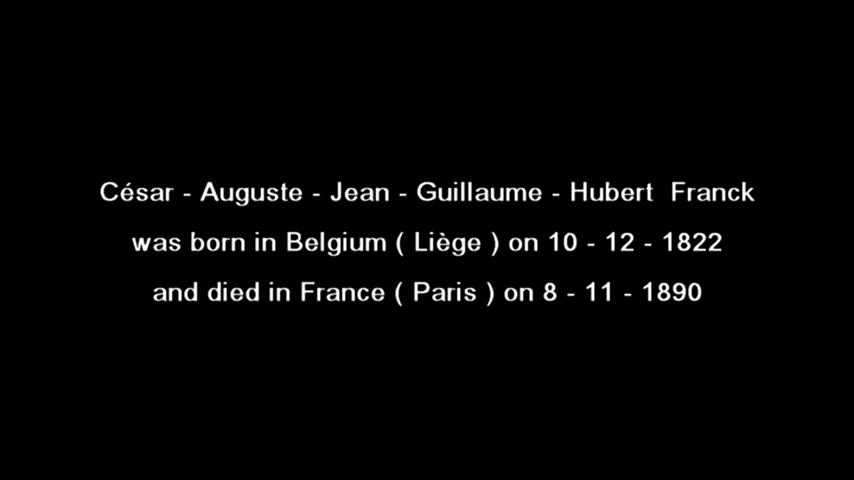 César - Auguste - Jean - Guillaume - Hubert  Franck
was born in Belgium ( Liège ) on 10 - 12 - 1822
and died in France ( Paris ) on 8 - 11 - 1890